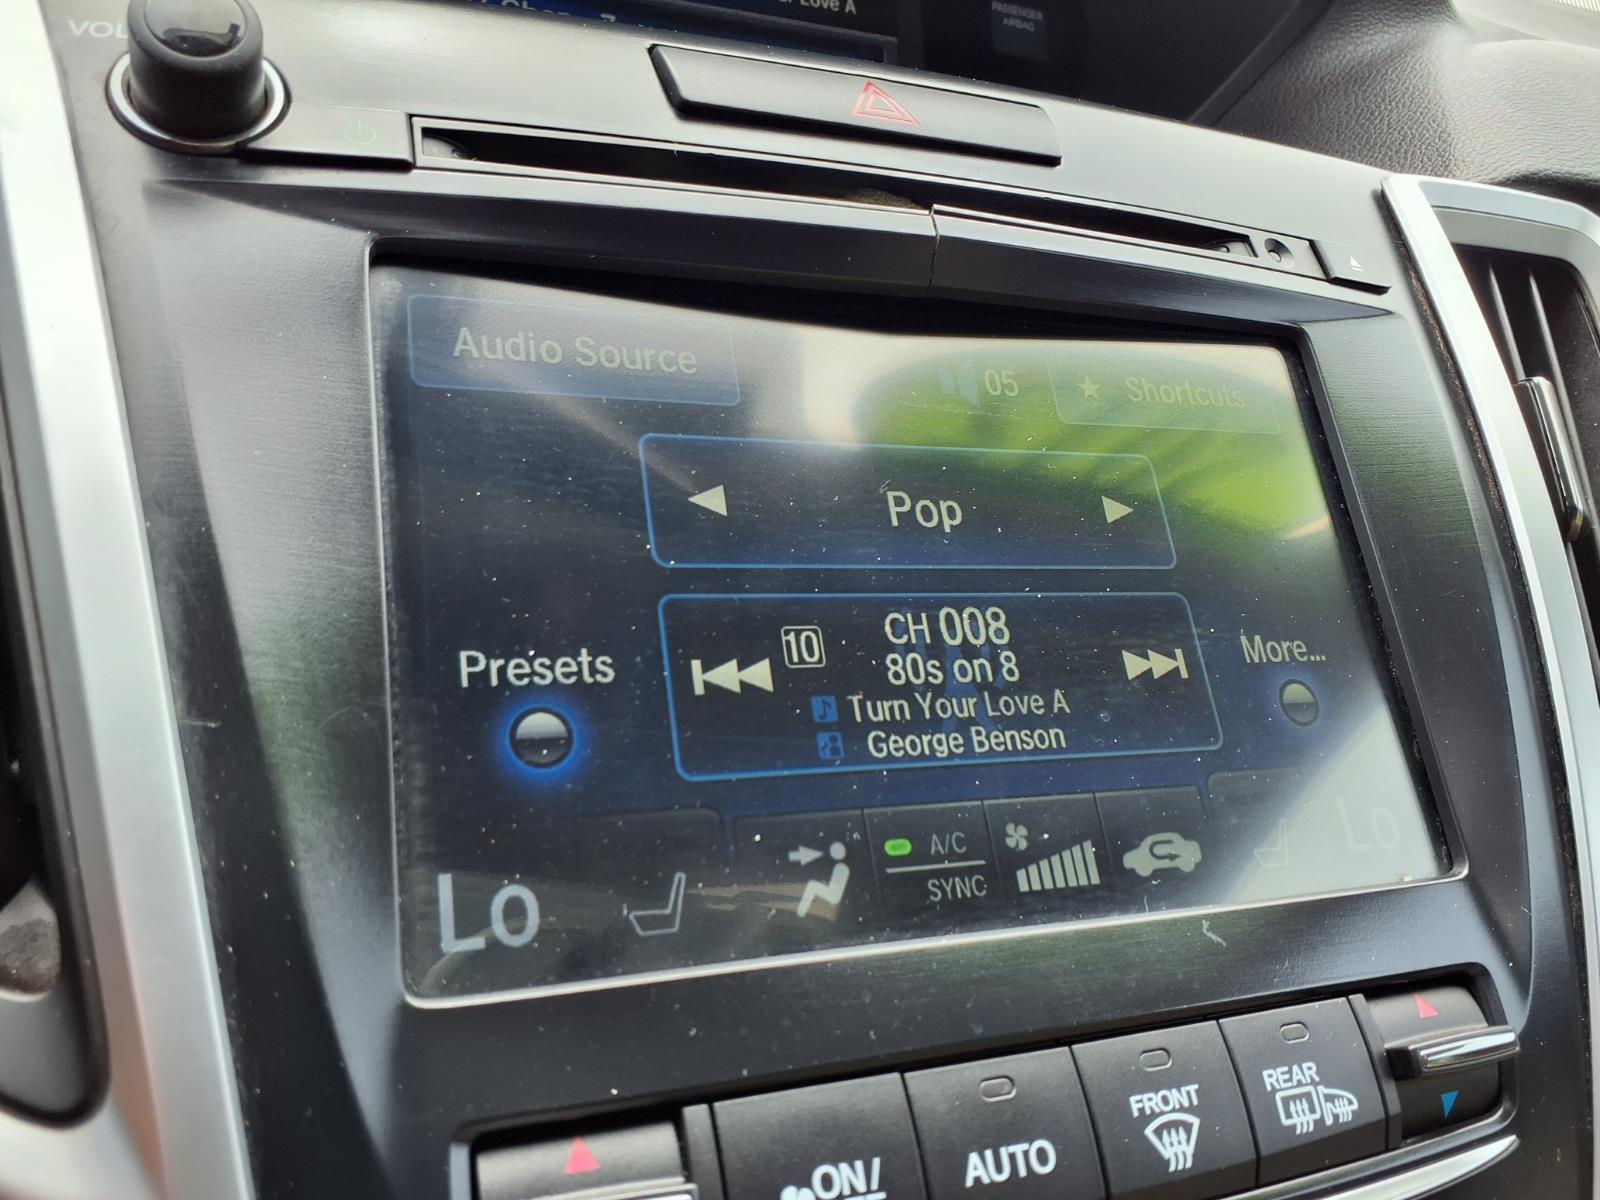 Love A
VOL
PASSENGER
AIRBAG
Audio Source
05
★ Shortcuts
Pop
10
CH 008
80s on 8
Presets
More...
Turn Your Love A
George Benson
A/C
SYNC
Lo
Lo
ON/
AUTO
FRONT
REAR